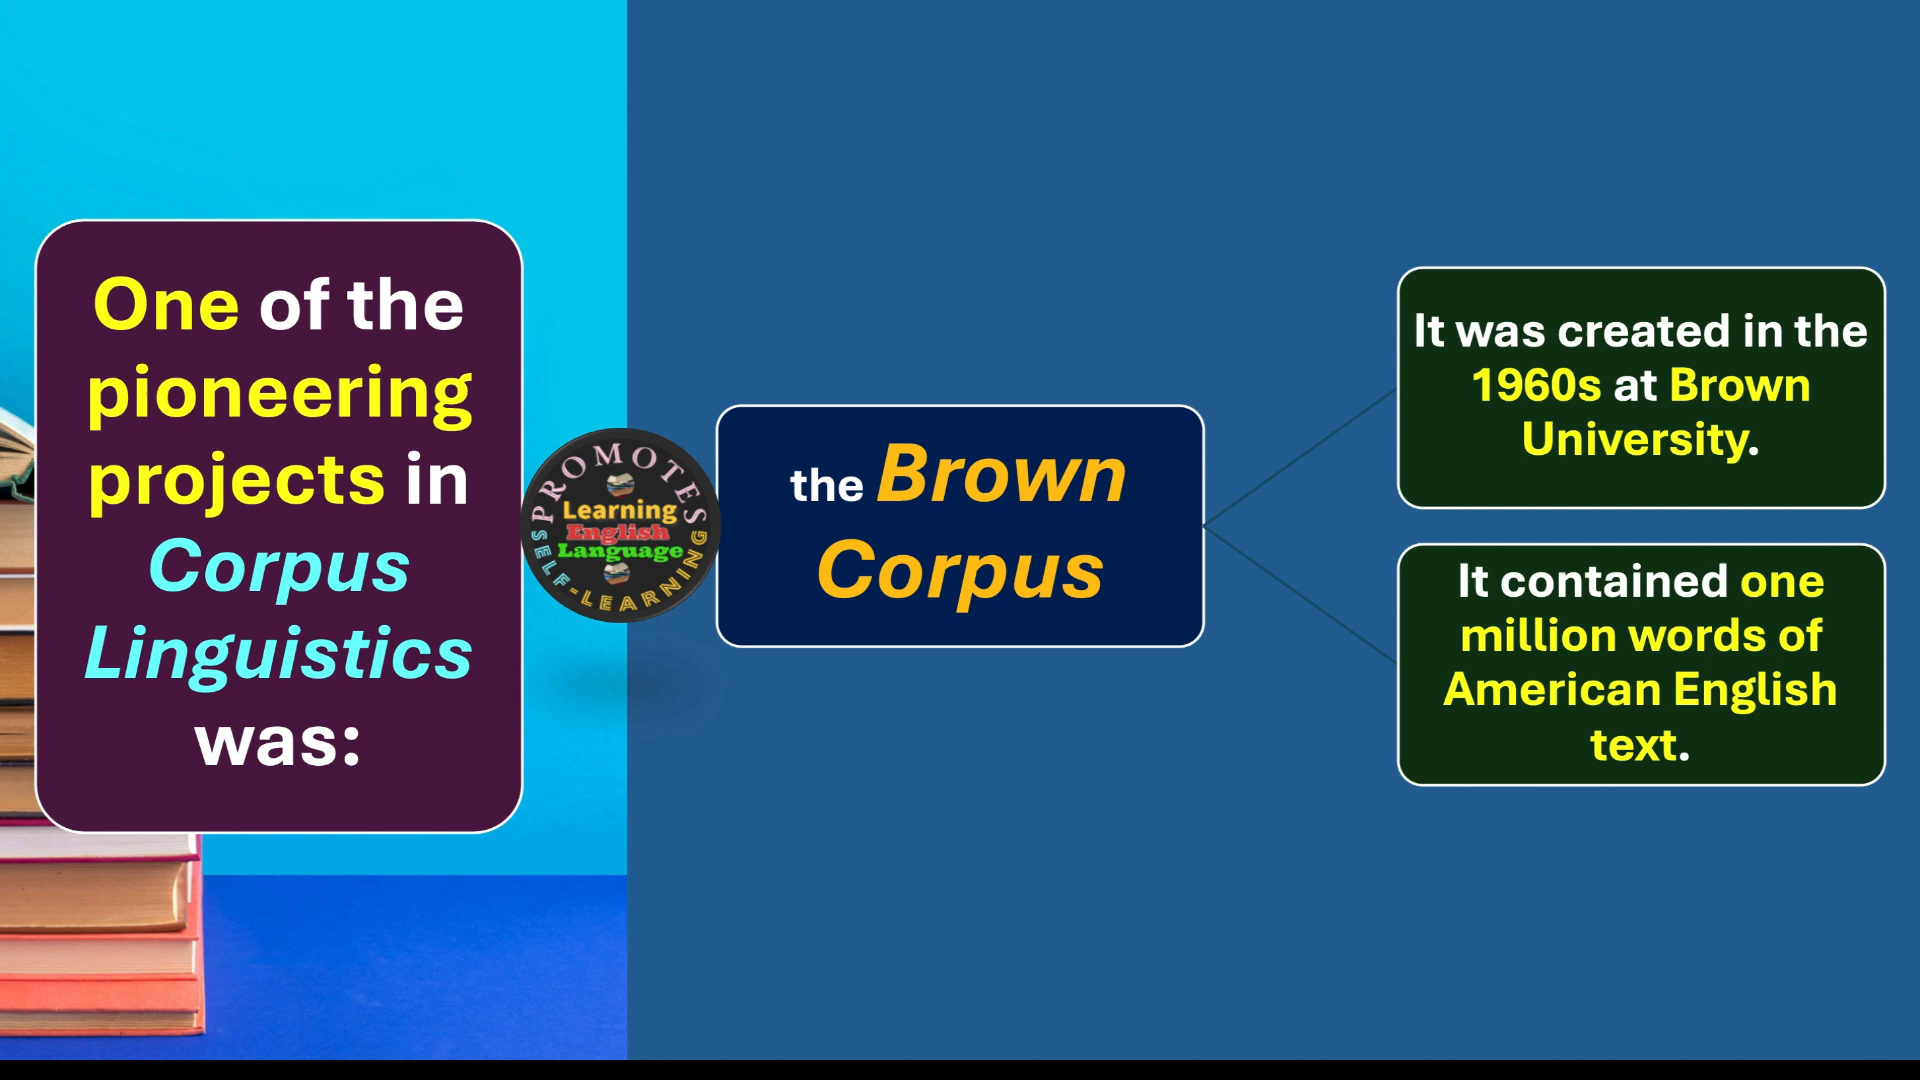 One of the
pioneering
projects in
Corpus
Linguistics
was:
PROMOTES
Learning
English
Language
SELF-LEARNING
the Brown
Corpus
It was created in the
1960s at Brown
University.
It contained one
million words of
American English
text.